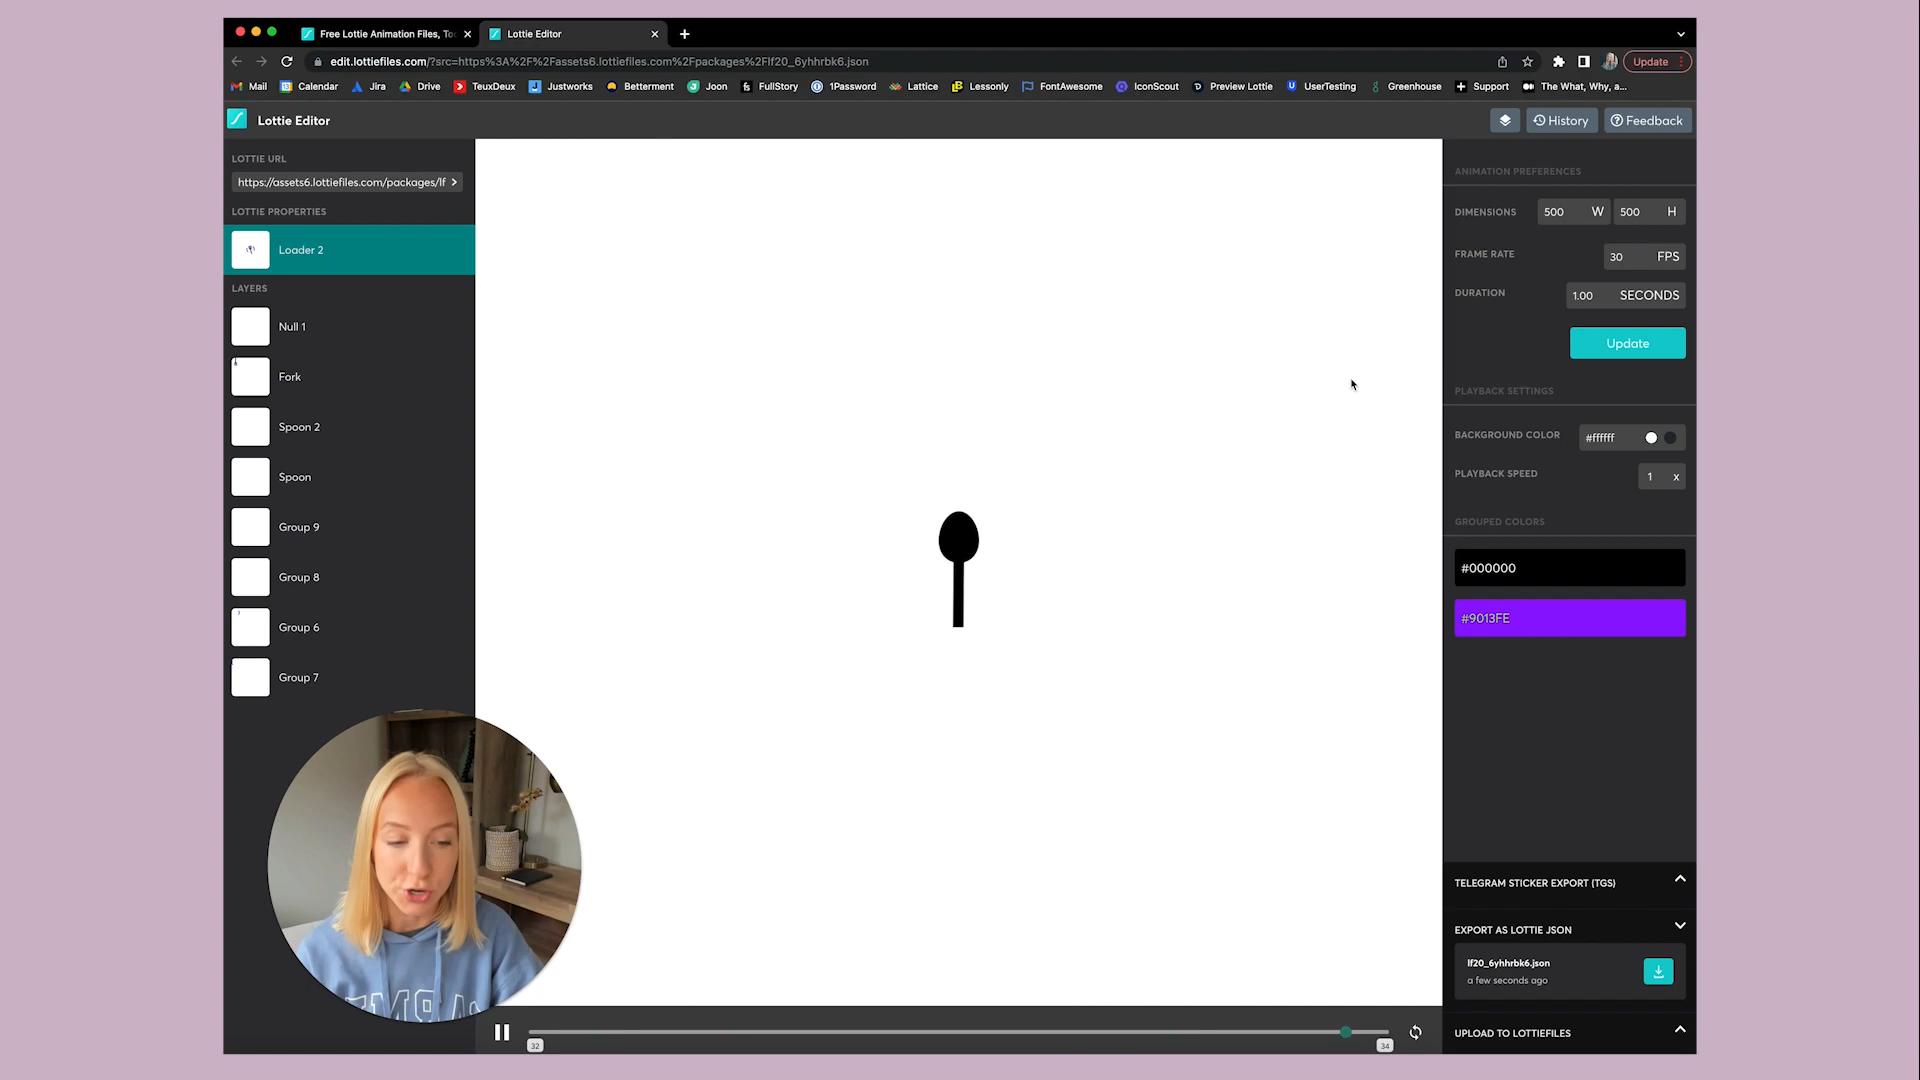 Free Lottie Animation Files, To
Lottie Editor
edit.lottiefiles.com/?src=https%3A%2F%2Fassets6.lottiefiles.com%2Fpackages%2Flf20_6yhhrbk6.json
Update
Mail
Calendar
Jira
Drive
TeuxDeux
Justworks
Betterment
Joon
FullStory
1Password
Lattice
Lessonly
FontAwesome
IconScout
Preview Lottie
UserTesting
Greenhouse
Support
The What, Why, a...
Lottie Editor
History
Feedback
LOTTIE URL
https://assets6.lottiefiles.com/packages/lf
LOTTIE PROPERTIES
Loader 2
LAYERS
Null 1
Fork
Spoon 2
Spoon
Group 9
Group 8
Group 6
Group 7
32
34
ANIMATION PREFERENCES
DIMENSIONS 500 W 500 H
FRAME RATE 30 FPS
DURATION 1.00 SECONDS
Update
PLAYBACK SETTINGS
BACKGROUND COLOR #ffffff
PLAYBACK SPEED 1 x
GROUPED COLORS
#000000
#9013FE
TELEGRAM STICKER EXPORT (TGS)
EXPORT AS LOTTIE JSON
lf20_6yhhrbk6.json
a few seconds ago
UPLOAD TO LOTTIEFILES